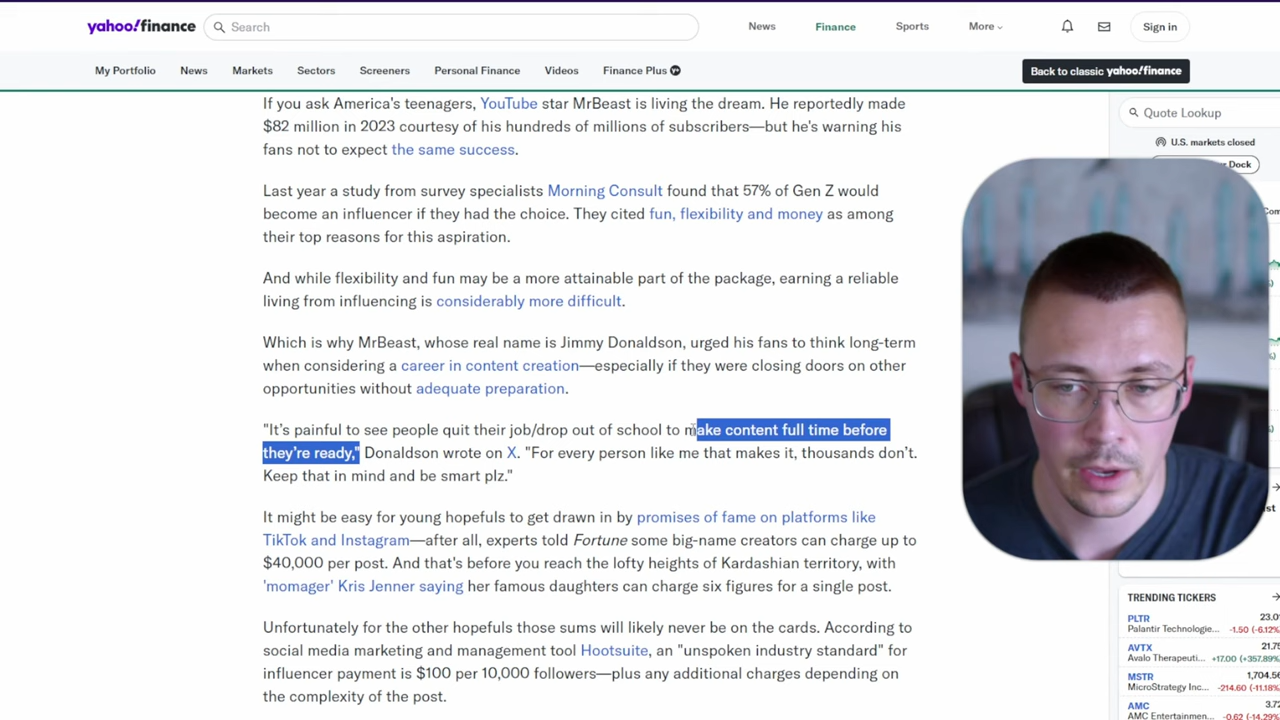 yahoo!finance
Search
News
Finance
Sports
More
Sign in
My Portfolio
News
Markets
Sectors
Screeners
Personal Finance
Videos
Finance Plus
Back to classic yahoo!finance
If you ask America's teenagers, YouTube star MrBeast is living the dream. He reportedly made
$82 million in 2023 courtesy of his hundreds of millions of subscribers—but he's warning his
fans not to expect the same success.
Last year a study from survey specialists Morning Consult found that 57% of Gen Z would
become an influencer if they had the choice. They cited fun, flexibility and money as among
their top reasons for this aspiration.
And while flexibility and fun may be a more attainable part of the package, earning a reliable
living from influencing is considerably more difficult.
Which is why MrBeast, whose real name is Jimmy Donaldson, urged his fans to think long-term
when considering a career in content creation—especially if they were closing doors on other
opportunities without adequate preparation.
"It's painful to see people quit their job/drop out of school to make content full time before
they're ready," Donaldson wrote on X. "For every person like me that makes it, thousands don't.
Keep that in mind and be smart plz."
It might be easy for young hopefuls to get drawn in by promises of fame on platforms like
TikTok and Instagram—after all, experts told Fortune some big-name creators can charge up to
$40,000 per post. And that's before you reach the lofty heights of Kardashian territory, with
'momager' Kris Jenner saying her famous daughters can charge six figures for a single post.
Unfortunately for the other hopefuls those suns will likely never be on the cards. According to
social media marketing and management tool Hootsuite, an "unspoken industry standard" for
influencer payment is $100 per 10,000 followers—plus any additional charges depending on
the complexity of the post.
Quote Lookup
U.S. markets closed
Dock
TRENDING TICKERS
PLTR 23.0
Palantir Technologie... -1.50 (-6.12%
AVTX 21.75
Avalo Therapeuti... +17.00 (+357.89%
MSTR 1,704.56
MicroStrategy Inc... -214.60 (-11.18%
AMC 3.7
AMC Entertainmen... -0.62 (-14.29%